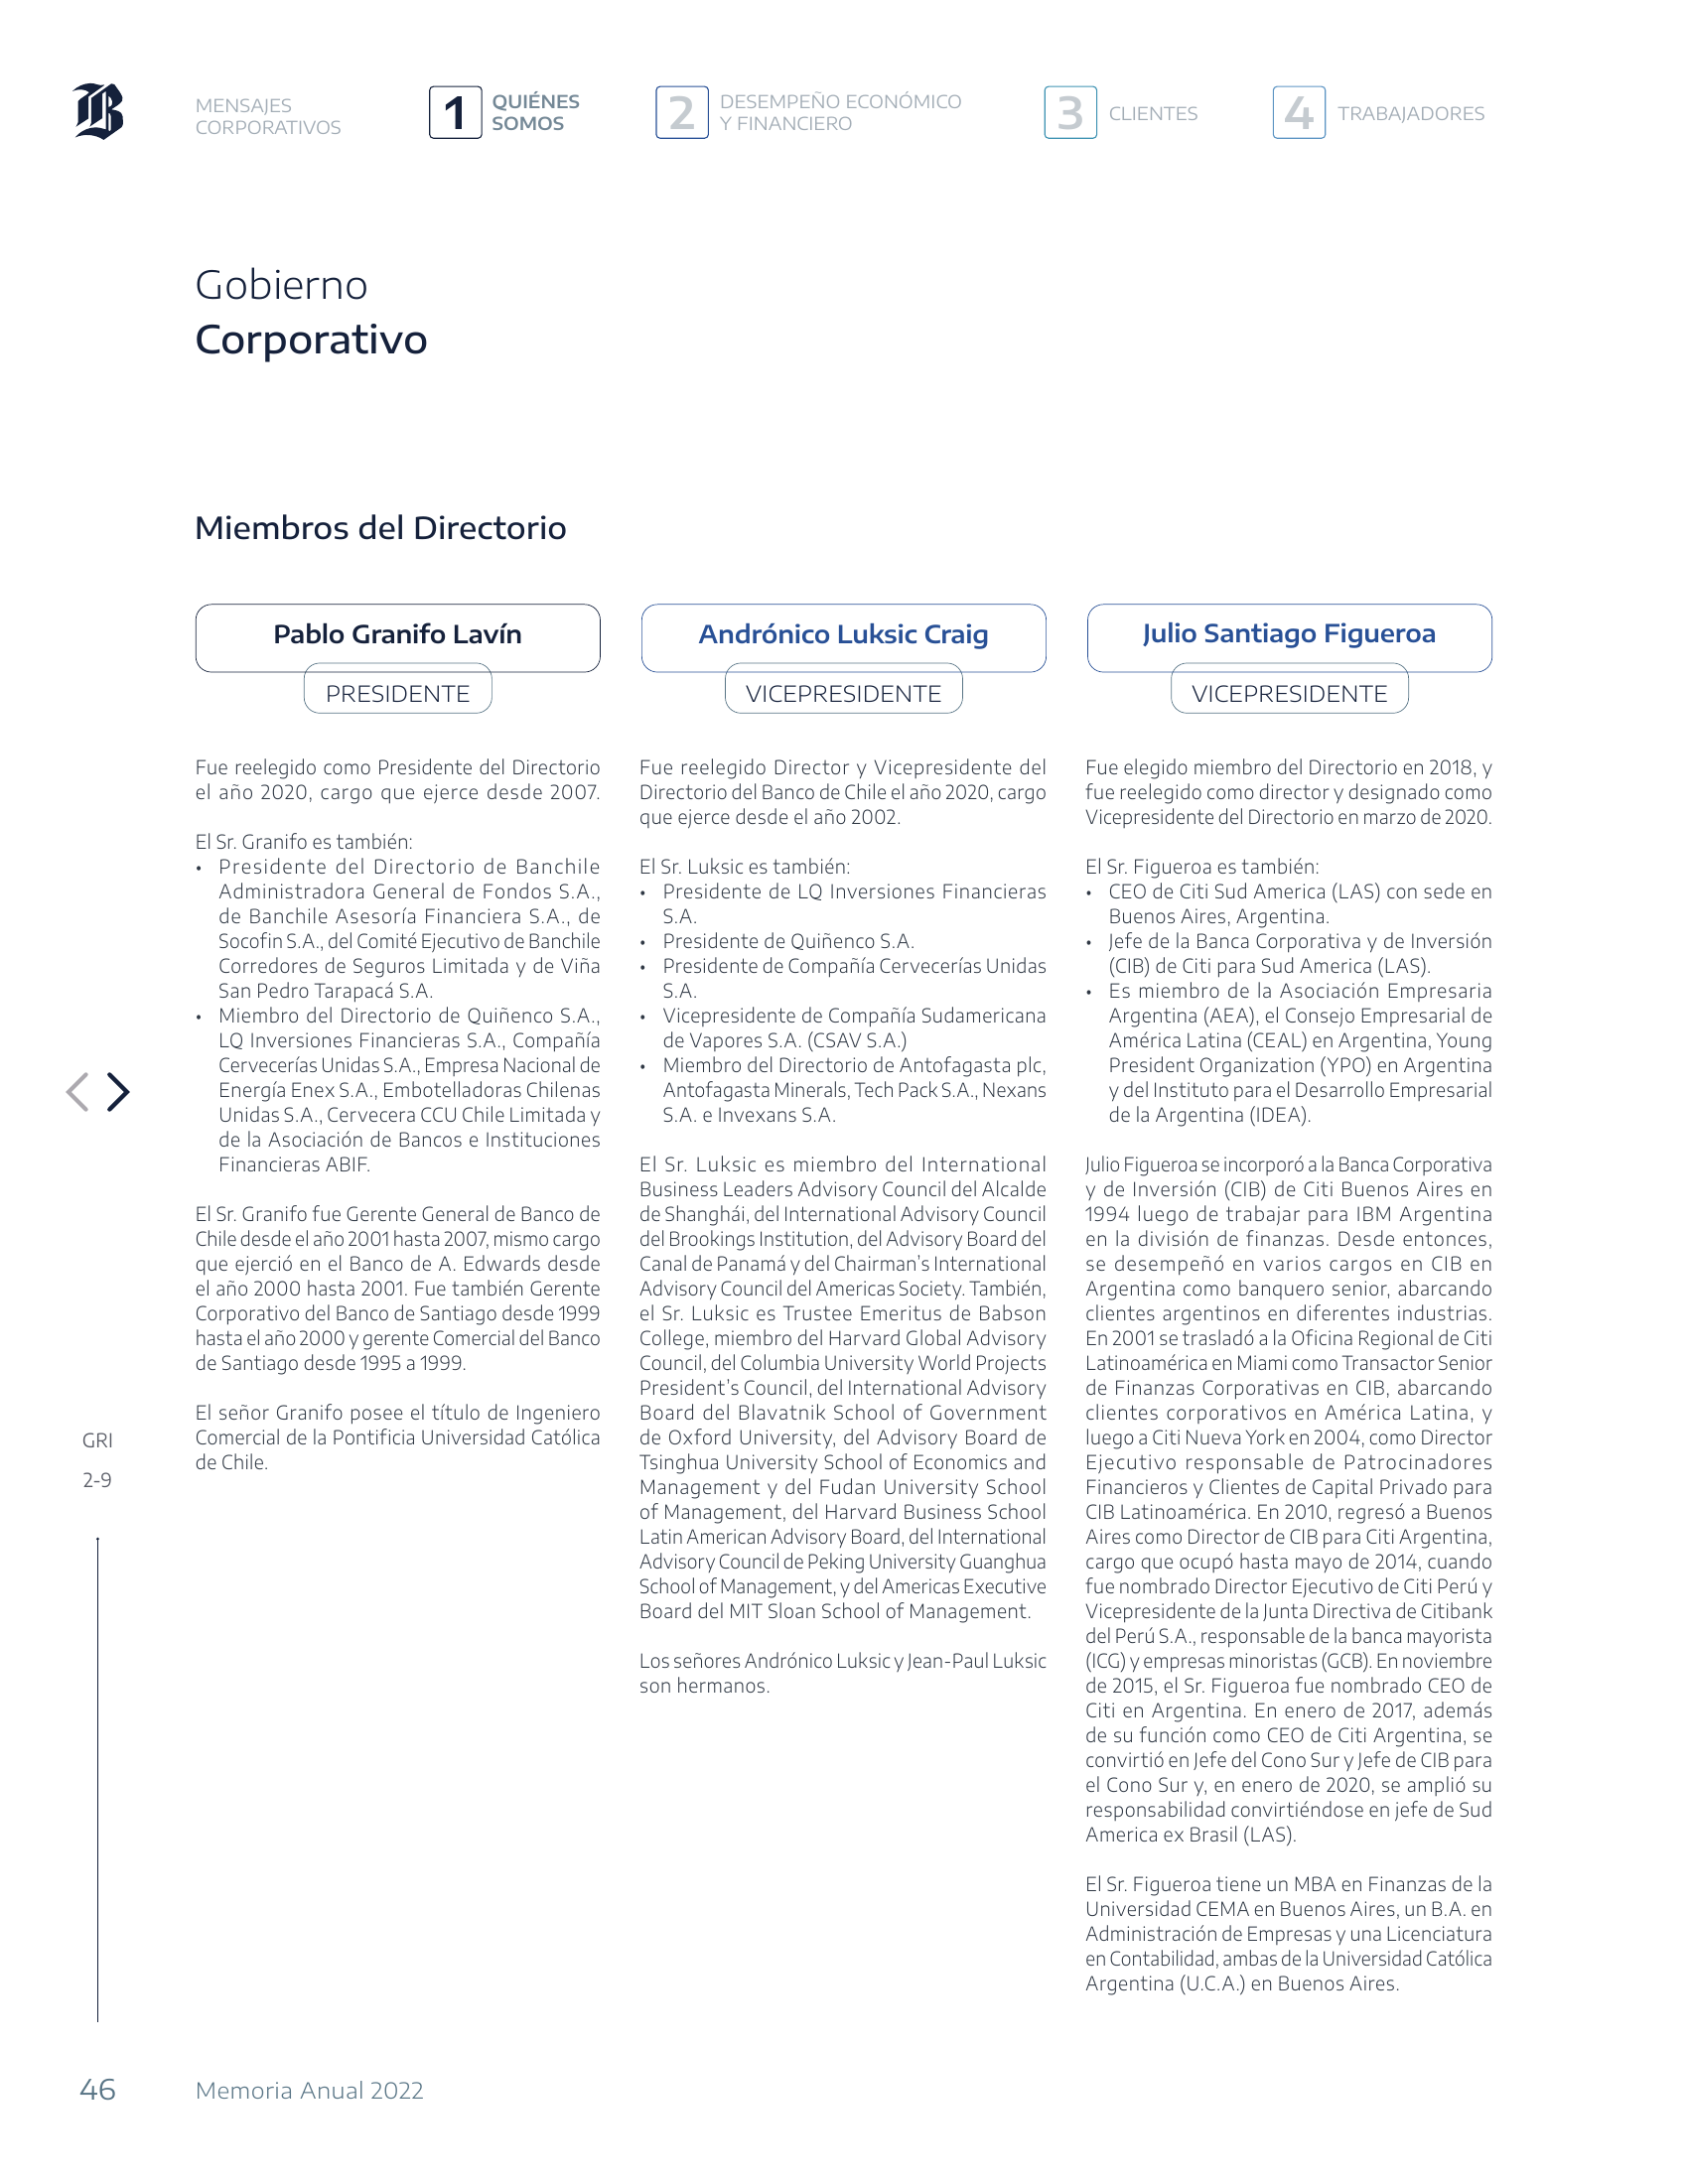 MENSAJES
CORPORATIVOS
1 QUIÉNES
SOMOS
2 DESEMPEÑO ECONÓMICO
Y FINANCIERO
3 CLIENTES
4 TRABAJADORES
Gobierno
Corporativo
Miembros del Directorio
Pablo Granifo Lavín
PRESIDENTE
Fue reelegido como Presidente del Directorio
el año 2020, cargo que ejerce desde 2007.
El Sr. Granifo es también:
• Presidente del Directorio de Banchile
Administradora General de Fondos S.A.,
de Banchile Asesoría Financiera S.A., de
Socofin S.A., del Comité Ejecutivo de Banchile
Corredores de Seguros Limitada y de Viña
San Pedro Tarapacá S.A.
• Miembro del Directorio de Quiñenco S.A.,
LQ Inversiones Financieras S.A., Compañía
Cervecerías Unidas S.A., Empresa Nacional de
Energía Enex S.A., Embotelladoras Chilenas
Unidas S.A., Cervecera CCU Chile Limitada y
de la Asociación de Bancos e Instituciones
Financieras ABIF.
El Sr. Granifo fue Gerente General de Banco de
Chile desde el año 2001 hasta 2007, mismo cargo
que ejerció en el Banco de A. Edwards desde
el año 2000 hasta 2001. Fue también Gerente
Corporativo del Banco de Santiago desde 1999
hasta el año 2000 y gerente Comercial del Banco
de Santiago desde 1995 a 1999.
El señor Granifo posee el título de Ingeniero
Comercial de la Pontificia Universidad Católica
de Chile.
Andrónico Luksic Craig
VICEPRESIDENTE
Fue reelegido Director y Vicepresidente del
Directorio del Banco de Chile el año 2020, cargo
que ejerce desde el año 2002.
El Sr. Luksic es también:
• Presidente de LQ Inversiones Financieras
S.A.
• Presidente de Quiñenco S.A.
• Presidente de Compañía Cervecerías Unidas
S.A.
• Vicepresidente de Compañía Sudamericana
de Vapores S.A. (CSAV S.A.)
• Miembro del Directorio de Antofagasta plc,
Antofagasta Minerals, Tech Pack S.A., Nexans
S.A. e Invexans S.A.
El Sr. Luksic es miembro del International
Business Leaders Advisory Council del Alcalde
de Shanghái, del International Advisory Council
del Brookings Institution, del Advisory Board del
Canal de Panamá y del Chairman's International
Advisory Council del Americas Society. También,
el Sr. Luksic es Trustee Emeritus de Babson
College, miembro del Harvard Global Advisory
Council, del Columbia University World Projects
President's Council, del International Advisory
Board del Blavatnik School of Government
de Oxford University, del Advisory Board de
Tsinghua University School of Economics and
Management y del Fudan University School
of Management, del Harvard Business School
Latin American Advisory Board, del International
Advisory Council de Peking University Guanghua
School of Management, y del Americas Executive
Board del MIT Sloan School of Management.
Los señores Andrónico Luksic y Jean-Paul Luksic
son hermanos.
Julio Santiago Figueroa
VICEPRESIDENTE
Fue elegido miembro del Directorio en 2018, y
fue reelegido como director y designado como
Vicepresidente del Directorio en marzo de 2020.
El Sr. Figueroa es también:
• CEO de Citi Sud America (LAS) con sede en
Buenos Aires, Argentina.
• Jefe de la Banca Corporativa y de Inversión
(CIB) de Citi para Sud America (LAS).
• Es miembro de la Asociación Empresaria
Argentina (AEA), el Consejo Empresarial de
América Latina (CEAL) en Argentina, Young
President Organization (YPO) en Argentina
y del Instituto para el Desarrollo Empresarial
de la Argentina (IDEA).
Julio Figueroa se incorporó a la Banca Corporativa
y de Inversión (CIB) de Citi Buenos Aires en
1994 luego de trabajar para IBM Argentina
en la división de finanzas. Desde entonces,
se desempeñó en varios cargos en CIB en
Argentina como banquero senior, abarcando
clientes argentinos en diferentes industrias.
En 2001 se trasladó a la Oficina Regional de Citi
Latinoamérica en Miami como Transactor Senior
de Finanzas Corporativas en CIB, abarcando
clientes corporativos en América Latina, y
luego a Citi Nueva York en 2004, como Director
Ejecutivo responsable de Patrocinadores
Financieros y Clientes de Capital Privado para
CIB Latinoamérica. En 2010, regresó a Buenos
Aires como Director de CIB para Citi Argentina,
cargo que ocupó hasta mayo de 2014, cuando
fue nombrado Director Ejecutivo de Citi Perú y
Vicepresidente de la Junta Directiva de Citibank
del Perú S.A., responsable de la banca mayorista
(ICG) y empresas minoristas (GCB). En noviembre
de 2015, el Sr. Figueroa fue nombrado CEO de
Citi en Argentina. En enero de 2017, además
de su función como CEO de Citi Argentina, se
convirtió en Jefe del Cono Sur y Jefe de CIB para
el Cono Sur y, en enero de 2020, se amplió su
responsabilidad convirtiéndose en jefe de Sud
America ex Brasil (LAS).
El Sr. Figueroa tiene un MBA en Finanzas de la
Universidad CEMA en Buenos Aires, un B.A. en
Administración de Empresas y una Licenciatura
en Contabilidad, ambas de la Universidad Católica
Argentina (U.C.A.) en Buenos Aires.
GRI
2-9
46 Memoria Anual 2022